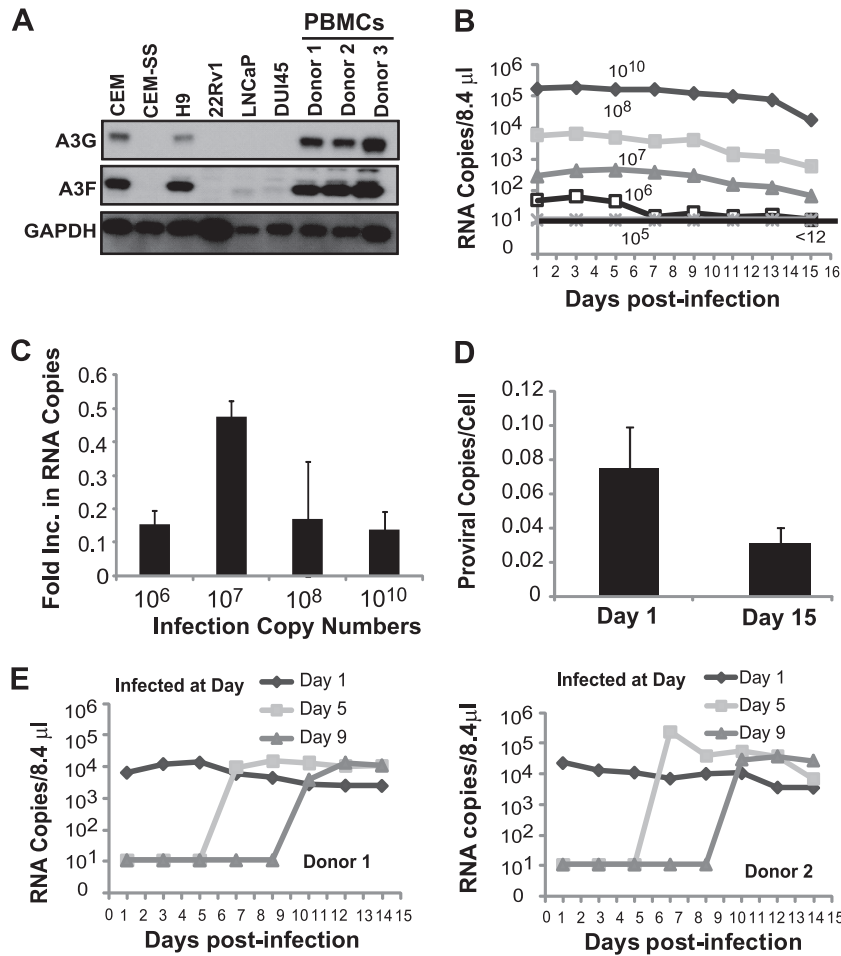 A
PBMCs
CEM
CEM-SS
H9
22Rv1
LNCaP
DUI45
Donor 1
Donor 2
Donor 3
A3G
A3F
GAPDH
B
RNA Copies/8.4 µl
10⁶
10⁵
10⁴
10³
10²
10¹
0
10¹⁰
10⁸
10⁷
10⁶
10⁵
<12
1 2 3 4 5 6 7 8 9 10 11 12 13 14 15 16
Days post-infection
C
Fold Inc. in RNA Copies
0.6
0.5
0.4
0.3
0.2
0.1
0
10⁶ 10⁷ 10⁸ 10¹⁰
Infection Copy Numbers
D
Proviral Copies/Cell
0.12
0.10
0.08
0.06
0.04
0.02
0
Day 1 Day 15
E
Infected at Day
Day 1
Day 5
Day 9
RNA Copies/8.4µl
10⁶
10⁵
10⁴
10³
10²
10¹
0
Donor 1
0 1 2 3 4 5 6 7 8 9 10 11 12 13 14 15
Days post-infection
Infected at Day
Day 1
Day 5
Day 9
RNA copies/8.4µl
10⁶
10⁵
10⁴
10³
10²
10¹
0
Donor 2
0 1 2 3 4 5 6 7 8 9 10 11 12 13 14 15
Days post-infection